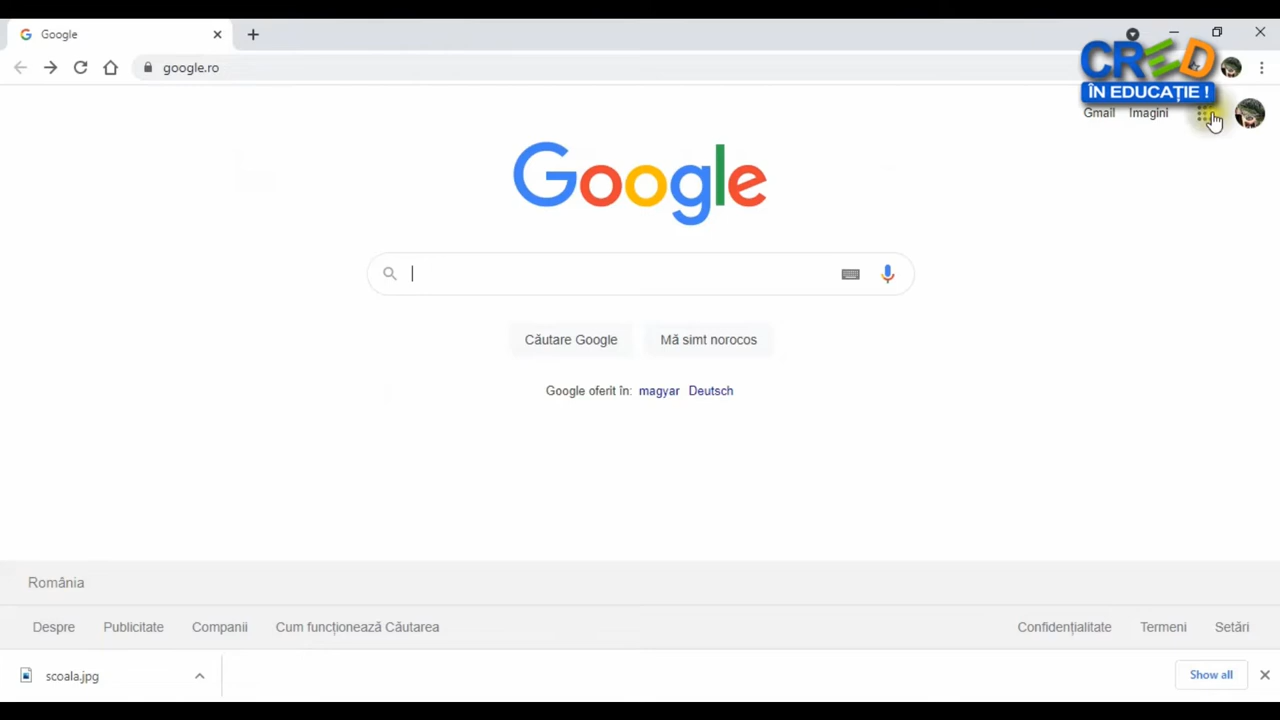 Google
google.ro
CRED
ÎN EDUCAȚIE !
Gmail Imagini
Google
Căutare Google Mă simt norocos
Google oferit în: magyar Deutsch
România
Despre Publicitate Companii Cum funcționează Căutarea Confidențialitate Termeni Setări
scoala.jpg Show all